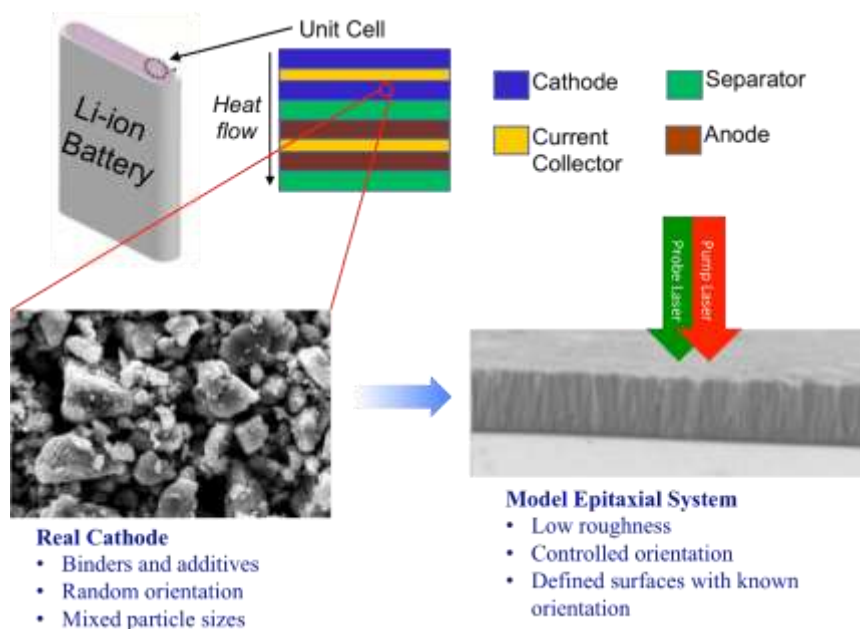 Unit Cell
Li-ion
Battery
Heat
flow
Cathode
Separator
Current
Collector
Anode
Probe Laser
Pump Laser
Real Cathode
• Binders and additives
• Random orientation
• Mixed particle sizes
Model Epitaxial System
• Low roughness
• Controlled orientation
• Defined surfaces with known
orientation